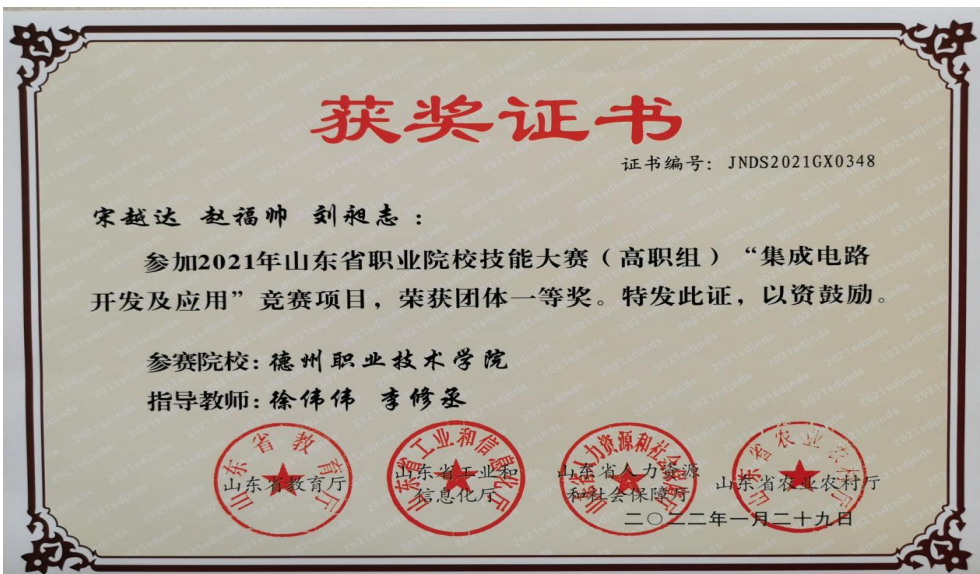 获奖证书
证书编号：JNDS2021GX0348
宋越达 赵福帅 刘昶志：
参加2021年山东省职业院校技能大赛（高职组）“集成电路
开发及应用”竞赛项目，荣获团体一等奖。特发此证，以资鼓励。
参赛院校：德州职业技术学院
指导教师：徐伟伟 李修丞
山东省教育厅
山东省工业和
信息化厅
山东省人力资源
和社会保障厅
山东省农业农村厅
二〇二二年一月二十九日